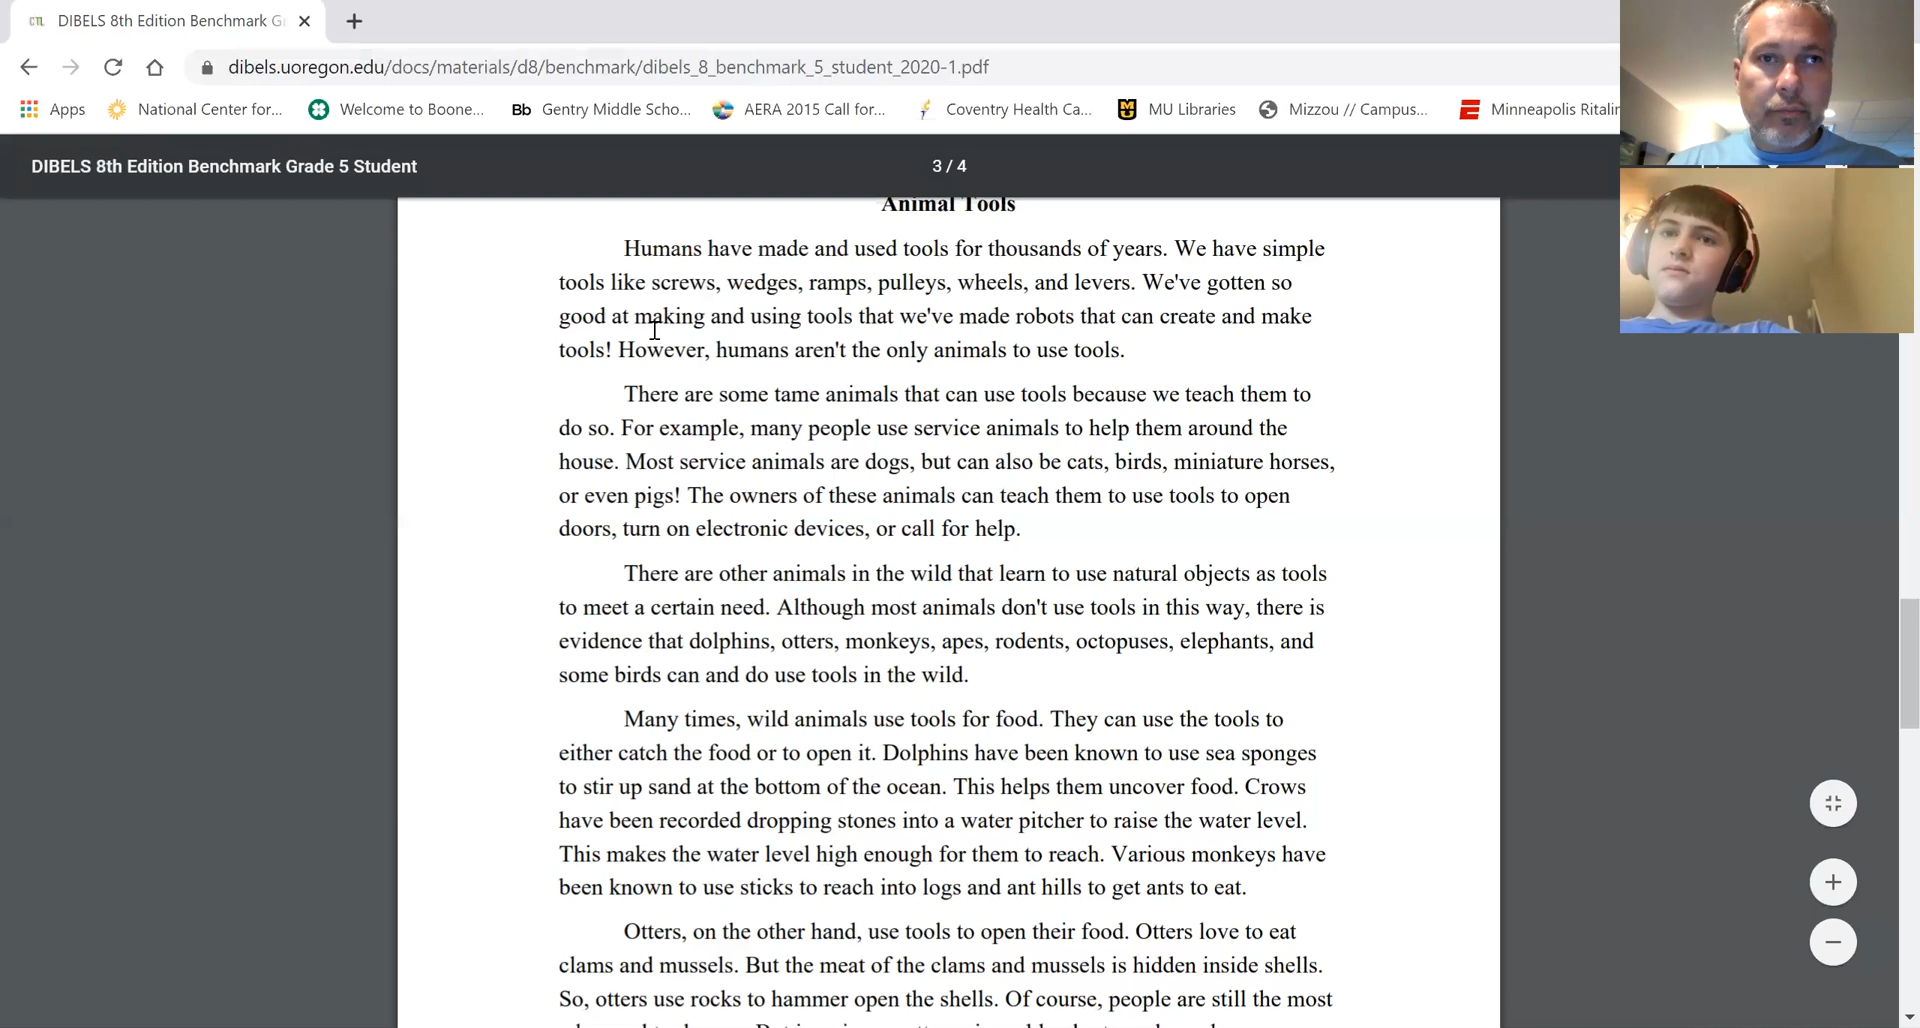 CTL DIBELS 8th Edition Benchmark G
dibels.uoregon.edu/docs/materials/d8/benchmark/dibels_8_benchmark_5_student_2020-1.pdf
Apps National Center for... Welcome to Boone... Bb Gentry Middle Scho... AERA 2015 Call for... Coventry Health Ca... MU Libraries Mizzou // Campus... Minneapolis Ritalin
DIBELS 8th Edition Benchmark Grade 5 Student 3 / 4
Animal Tools
Humans have made and used tools for thousands of years. We have simple
tools like screws, wedges, ramps, pulleys, wheels, and levers. We've gotten so
good at making and using tools that we've made robots that can create and make
tools! However, humans aren't the only animals to use tools.
There are some tame animals that can use tools because we teach them to
do so. For example, many people use service animals to help them around the
house. Most service animals are dogs, but can also be cats, birds, miniature horses,
or even pigs! The owners of these animals can teach them to use tools to open
doors, turn on electronic devices, or call for help.
There are other animals in the wild that learn to use natural objects as tools
to meet a certain need. Although most animals don't use tools in this way, there is
evidence that dolphins, otters, monkeys, apes, rodents, octopuses, elephants, and
some birds can and do use tools in the wild.
Many times, wild animals use tools for food. They can use the tools to
either catch the food or to open it. Dolphins have been known to use sea sponges
to stir up sand at the bottom of the ocean. This helps them uncover food. Crows
have been recorded dropping stones into a water pitcher to raise the water level.
This makes the water level high enough for them to reach. Various monkeys have
been known to use sticks to reach into logs and ant hills to get ants to eat.
Otters, on the other hand, use tools to open their food. Otters love to eat
clams and mussels. But the meat of the clams and mussels is hidden inside shells.
So, otters use rocks to hammer open the shells. Of course, people are still the most